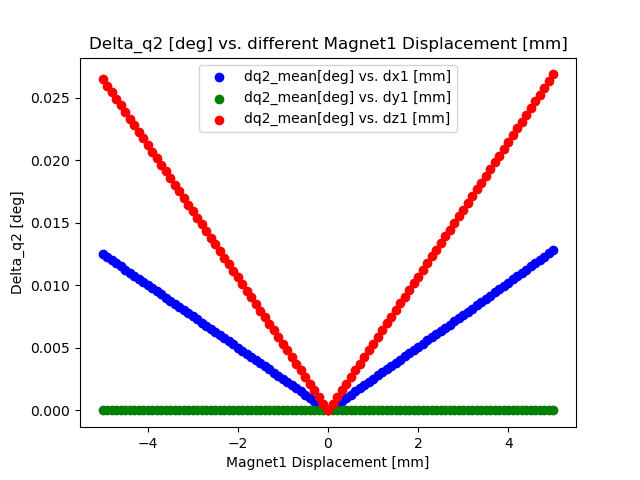 Delta_q2 [deg] vs. different Magnet1 Displacement [mm]
dq2_mean[deg] vs. dx1 [mm]
dq2_mean[deg] vs. dy1 [mm]
dq2_mean[deg] vs. dz1 [mm]
Delta_q2 [deg]
0.025
0.020
0.015
0.010
0.005
0.000
−4 −2 0 2 4
Magnet1 Displacement [mm]